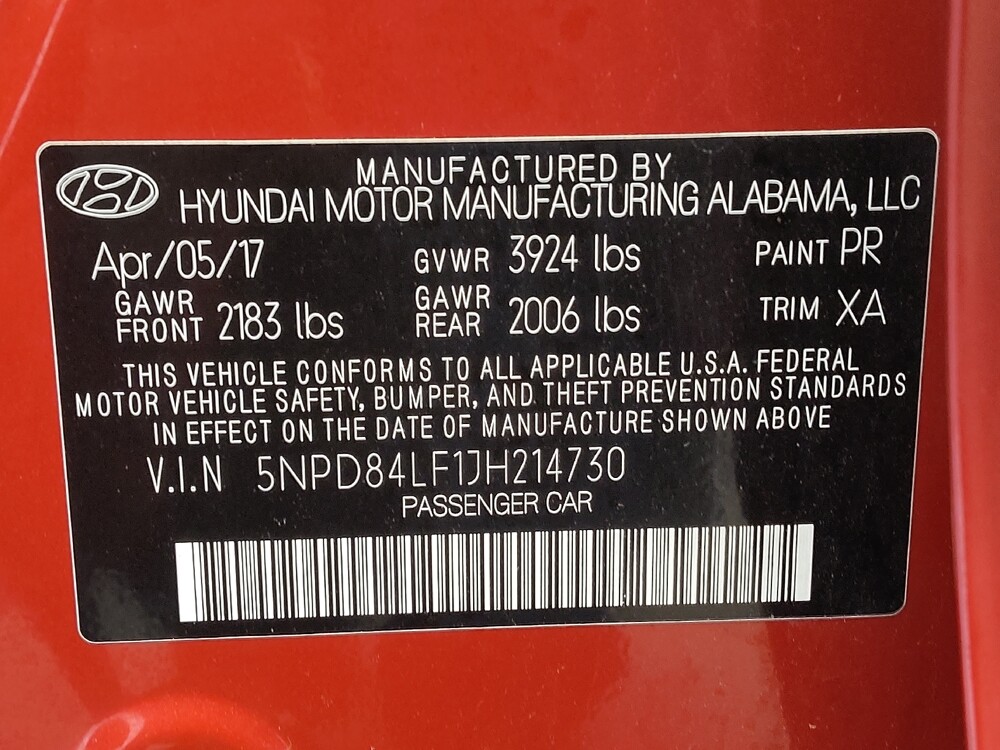 MANUFACTURED BY
HYUNDAI MOTOR MANUFACTURING ALABAMA, LLC
Apr/05/17 GVWR 3924 lbs PAINT PR
GAWR FRONT 2183 lbs GAWR REAR 2006 lbs TRIM XA
THIS VEHICLE CONFORMS TO ALL APPLICABLE U.S.A. FEDERAL
MOTOR VEHICLE SAFETY, BUMPER, AND THEFT PREVENTION STANDARDS
IN EFFECT ON THE DATE OF MANUFACTURE SHOWN ABOVE
V.I.N 5NPD84LF1JH214730
PASSENGER CAR